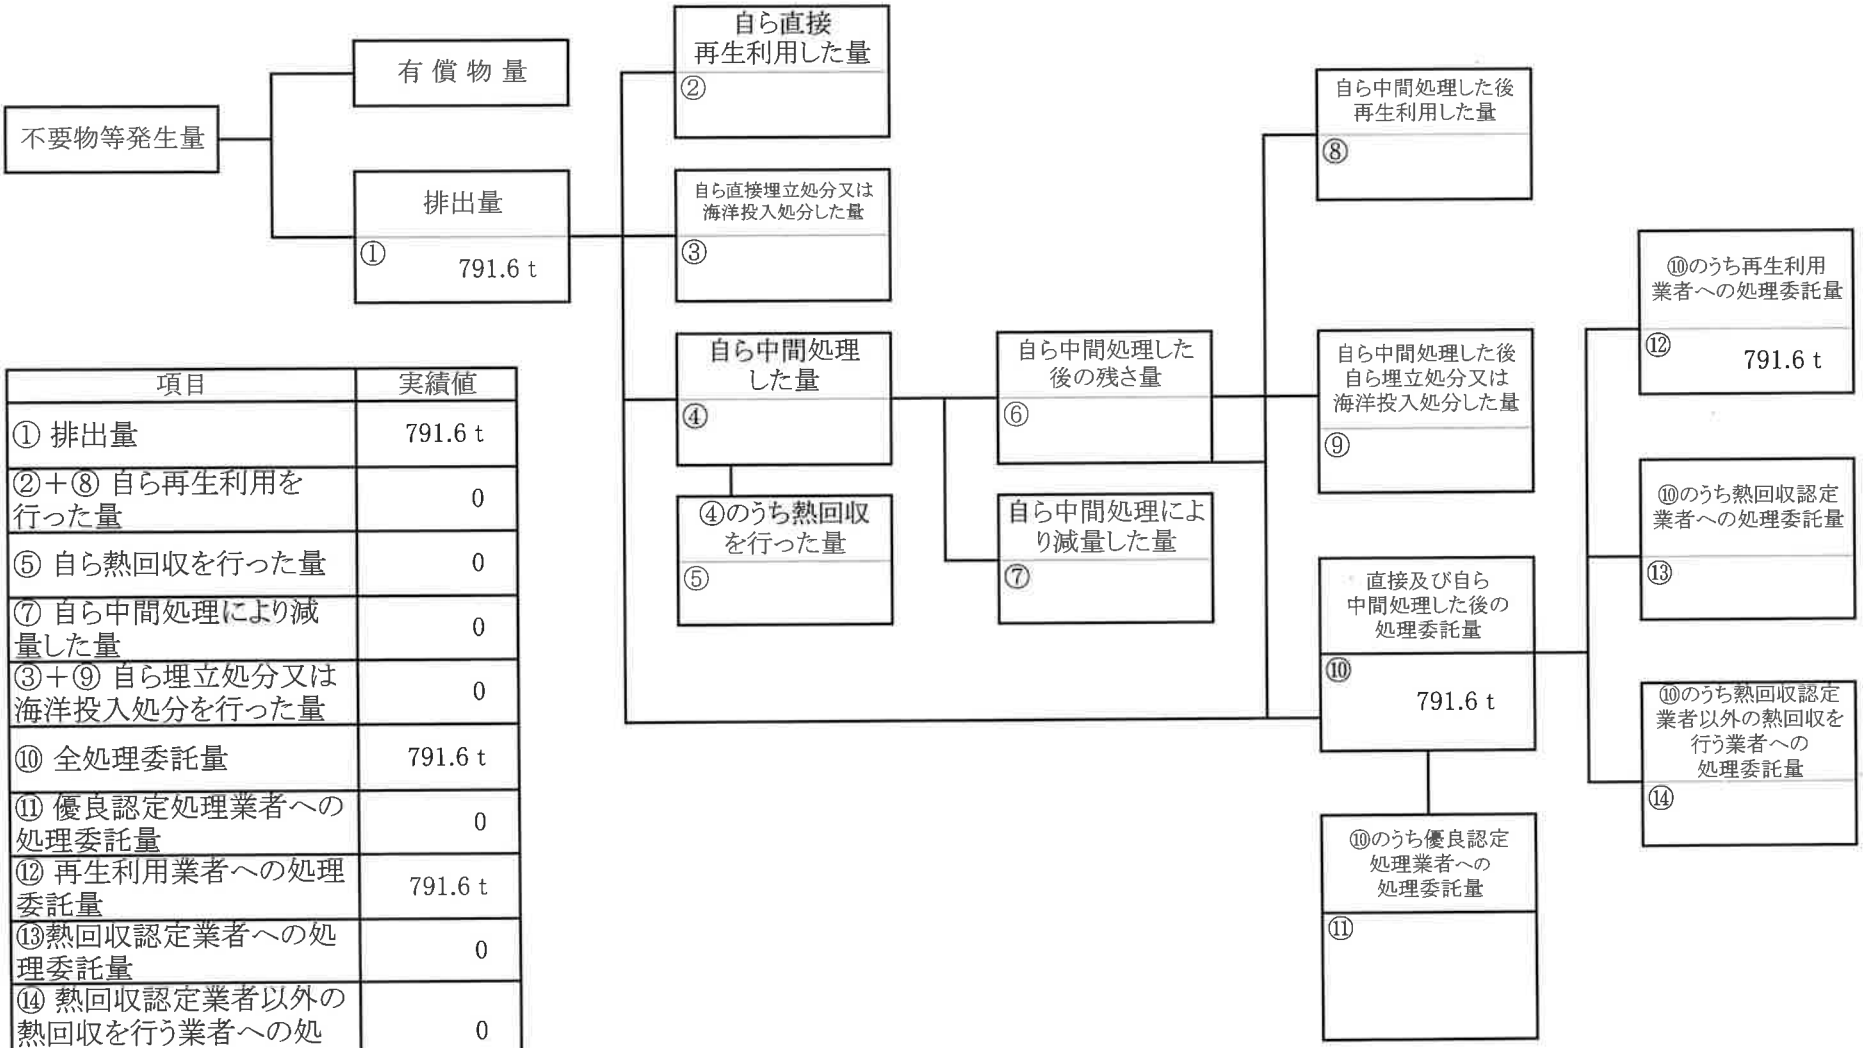 不要物等発生量
有償物量
排出量
①
791.6 t
自ら直接
再生利用した量
②
自ら直接埋立処分又は
海洋投入処分した量
③
自ら中間処理
した量
④
④のうち熱回収
を行った量
⑤
自ら中間処理した
後の残さ量
⑥
自ら中間処理によ
り減量した量
⑦
自ら中間処理した後
再生利用した量
⑧
自ら中間処理した後
自ら埋立処分又は
海洋投入処分した量
⑨
直接及び自ら
中間処理した後の
処理委託量
⑩
791.6 t
⑩のうち優良認定
処理業者への
処理委託量
⑪
⑩のうち再生利用
業者への処理委託量
⑫
791.6 t
⑩のうち熱回収認定
業者への処理委託量
⑬
⑩のうち熱回収認定
業者以外の熱回収を
行う業者への
処理委託量
⑭
項目 実績値
① 排出量 791.6 t
②＋⑧ 自ら再生利用を
行った量 0
⑤ 自ら熱回収を行った量 0
⑦ 自ら中間処理により減
量した量 0
③＋⑨ 自ら埋立処分又は
海洋投入処分を行った量 0
⑩ 全処理委託量 791.6 t
⑪ 優良認定処理業者への
処理委託量 0
⑫ 再生利用業者への処理
委託量 791.6 t
⑬熱回収認定業者への処
理委託量 0
⑭ 熱回収認定業者以外の
熱回収を行う業者への処 0